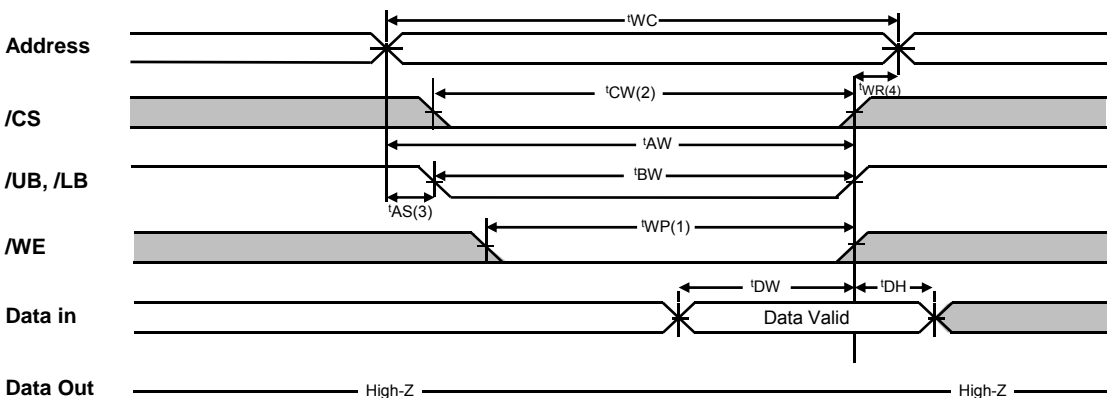 tWC
Address
tCW(2)
tWR(4)
/CS
tAW
/UB, /LB
tBW
tAS(3)
tWP(1)
/WE
tDW
tDH
Data in
Data Valid
Data Out
High-Z
High-Z